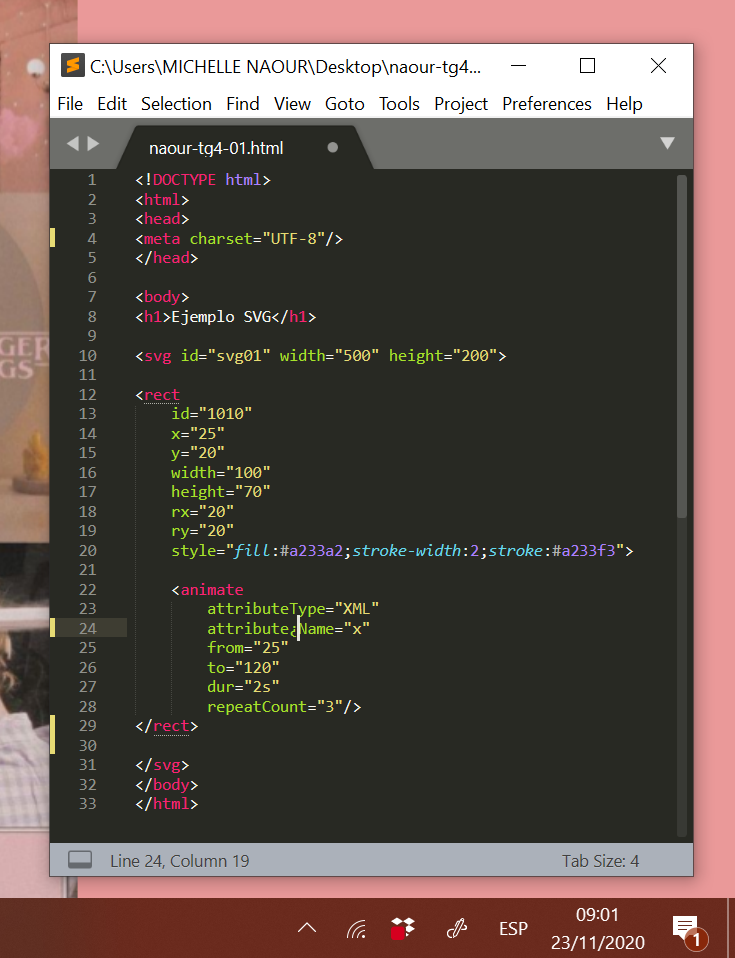 C:\Users\MICHELLE NAOUR\Desktop\naour-tg4...
File Edit Selection Find View Goto Tools Project Preferences Help
naour-tg4-01.html
1 <!DOCTYPE html>
2 <html>
3 <head>
4 <meta charset="UTF-8"/>
5 </head>
6
7 <body>
8 <h1>Ejemplo SVG</h1>
9
10 <svg id="svg01" width="500" height="200">
11
12 <rect
13 id="1010"
14 x="25"
15 y="20"
16 width="100"
17 height="70"
18 rx="20"
19 ry="20"
20 style="fill:#a233a2;stroke-width:2;stroke:#a233f3">
21
22 <animate
23 attributeType="XML"
24 attribute¿Name="x"
25 from="25"
26 to="120"
27 dur="2s"
28 repeatCount="3"/>
29 </rect>
30
31 </svg>
32 </body>
33 </html>
Line 24, Column 19 Tab Size: 4
ESP
09:01
23/11/2020
1